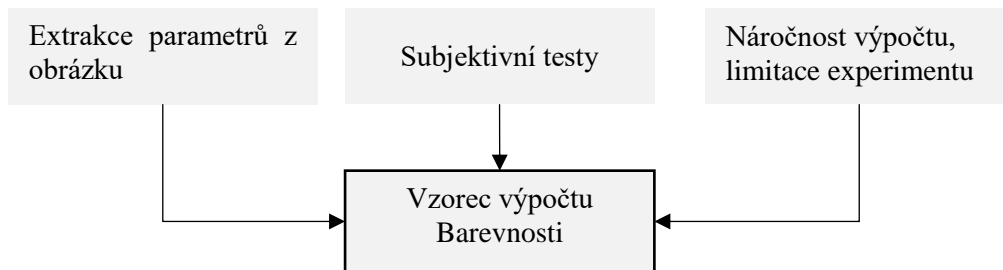 Extrakce parametrů z
obrázku
Subjektivní testy
Náročnost výpočtu,
limitace experimentu
Vzorec výpočtu
Barevnosti